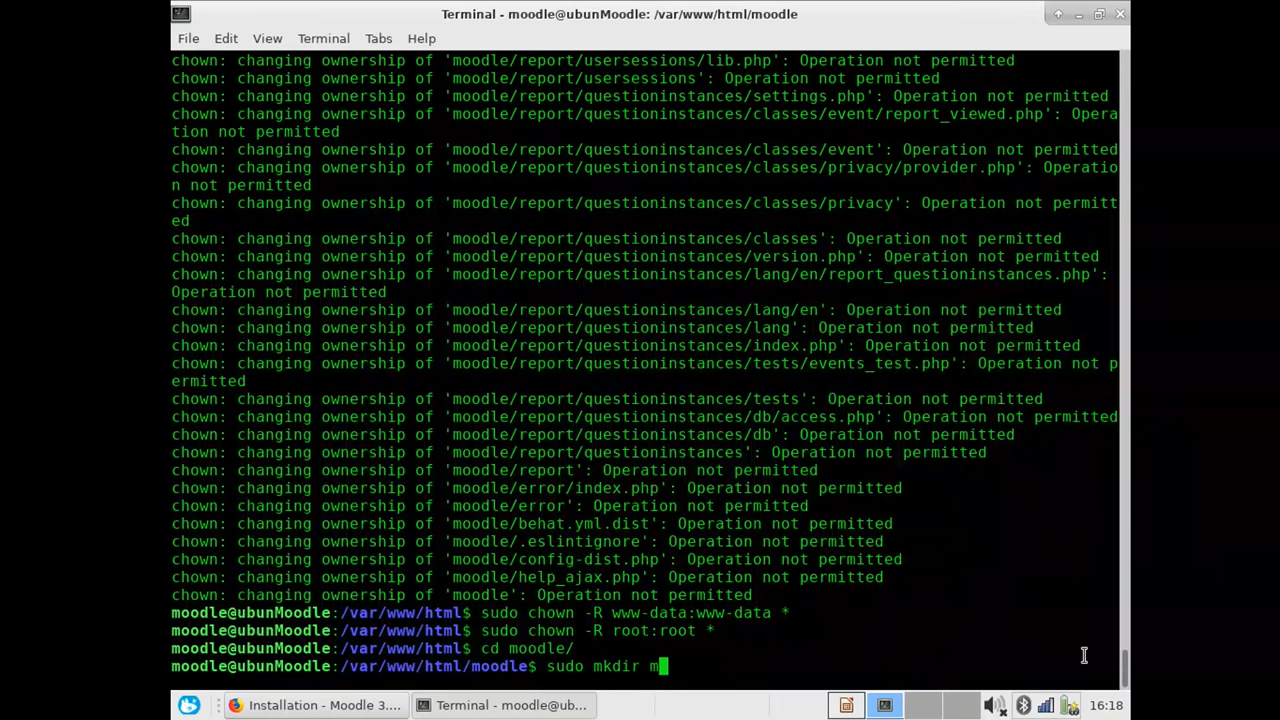 Terminal - moodle@ubunMoodle: /var/www/html/moodle
File Edit View Terminal Tabs Help
chown: changing ownership of 'moodle/report/usersessions/lib.php': Operation not permitted
chown: changing ownership of 'moodle/report/usersessions': Operation not permitted
chown: changing ownership of 'moodle/report/questioninstances/settings.php': Operation not permitted
chown: changing ownership of 'moodle/report/questioninstances/classes/event/report_viewed.php': Opera
tion not permitted
chown: changing ownership of 'moodle/report/questioninstances/classes/event': Operation not permitted
chown: changing ownership of 'moodle/report/questioninstances/classes/privacy/provider.php': Operatio
n not permitted
chown: changing ownership of 'moodle/report/questioninstances/classes/privacy': Operation not permitt
ed
chown: changing ownership of 'moodle/report/questioninstances/classes': Operation not permitted
chown: changing ownership of 'moodle/report/questioninstances/version.php': Operation not permitted
chown: changing ownership of 'moodle/report/questioninstances/lang/en/report_questioninstances.php':
Operation not permitted
chown: changing ownership of 'moodle/report/questioninstances/lang/en': Operation not permitted
chown: changing ownership of 'moodle/report/questioninstances/lang': Operation not permitted
chown: changing ownership of 'moodle/report/questioninstances/index.php': Operation not permitted
chown: changing ownership of 'moodle/report/questioninstances/tests/events_test.php': Operation not p
ermitted
chown: changing ownership of 'moodle/report/questioninstances/tests': Operation not permitted
chown: changing ownership of 'moodle/report/questioninstances/db/access.php': Operation not permitted
chown: changing ownership of 'moodle/report/questioninstances/db': Operation not permitted
chown: changing ownership of 'moodle/report/questioninstances': Operation not permitted
chown: changing ownership of 'moodle/report': Operation not permitted
chown: changing ownership of 'moodle/error/index.php': Operation not permitted
chown: changing ownership of 'moodle/error': Operation not permitted
chown: changing ownership of 'moodle/behat.yml.dist': Operation not permitted
chown: changing ownership of 'moodle/.eslintignore': Operation not permitted
chown: changing ownership of 'moodle/config-dist.php': Operation not permitted
chown: changing ownership of 'moodle/help_ajax.php': Operation not permitted
chown: changing ownership of 'moodle': Operation not permitted
moodle@ubunMoodle:/var/www/html$ sudo chown -R www-data:www-data *
moodle@ubunMoodle:/var/www/html$ sudo chown -R root:root *
moodle@ubunMoodle:/var/www/html$ cd moodle/
moodle@ubunMoodle:/var/www/html/moodle$ sudo mkdir m
Installation - Moodle 3.... Terminal - moodle@ub... 16:18